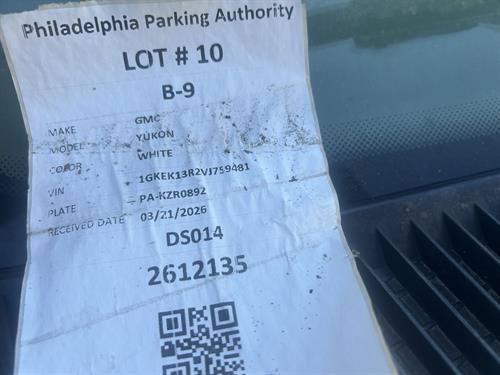 Philadelphia Parking Authority
LOT # 10
B-9
MAKE GMC
MODEL YUKON
COLOR WHITE
VIN 1GKEK13R2VJ759481
PLATE PA-KZR0892
RECEIVED DATE 03/21/2026
DS014
2612135